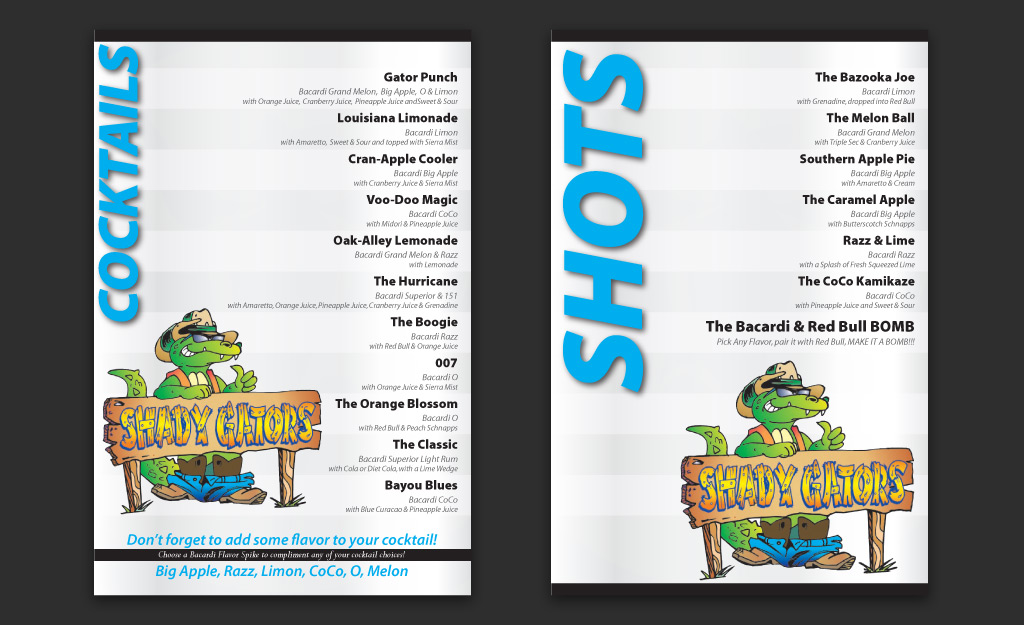 COCKTAILS
Gator Punch
Bacardi Grand Melon, Big Apple, O & Limon
with Orange Juice, Cranberry Juice, Pineapple Juice andSweet & Sour
Louisiana Limonade
Bacardi Limon
with Amaretto, Sweet & Sour and topped with Sierra Mist
Cran-Apple Cooler
Bacardi Big Apple
with Cranberry Juice & Sierra Mist
Voo-Doo Magic
Bacardi CoCo
with Midori & Pineapple Juice
Oak-Alley Lemonade
Bacardi Grand Melon & Razz
with Lemonade
The Hurricane
Bacardi Superior & 151
with Amaretto, Orange Juice, Pineapple Juice, Cranberry Juice & Grenadine
The Boogie
Bacardi Razz
with Red Bull & Orange Juice
007
Bacardi O
with Orange Juice & Sierra Mist
The Orange Blossom
Bacardi O
with Red Bull & Peach Schnapps
The Classic
Bacardi Superior Light Rum
with Cola or Diet Cola, with a Lime Wedge
Bayou Blues
Bacardi CoCo
with Blue Curacao & Pineapple Juice
SHADY GATORS
Don't forget to add some flavor to your cocktail!
Choose a Bacardi Flavor Spike to compliment any of your cocktail choices!
Big Apple, Razz, Limon, CoCo, O, Melon
SHOTS
The Bazooka Joe
Bacardi Limon
with Grenadine, dropped into Red Bull
The Melon Ball
Bacardi Grand Melon
with Triple Sec & Cranberry Juice
Southern Apple Pie
Bacardi Big Apple
with Amaretto & Cream
The Caramel Apple
Bacardi Big Apple
with Butterscotch Schnapps
Razz & Lime
Bacardi Razz
with a Splash of Fresh Squeezed Lime
The CoCo Kamikaze
Bacardi CoCo
with Pineapple Juice and Sweet & Sour
The Bacardi & Red Bull BOMB
Pick Any Flavor, pair it with Red Bull, MAKE IT A BOMB!!!
SHADY GATORS